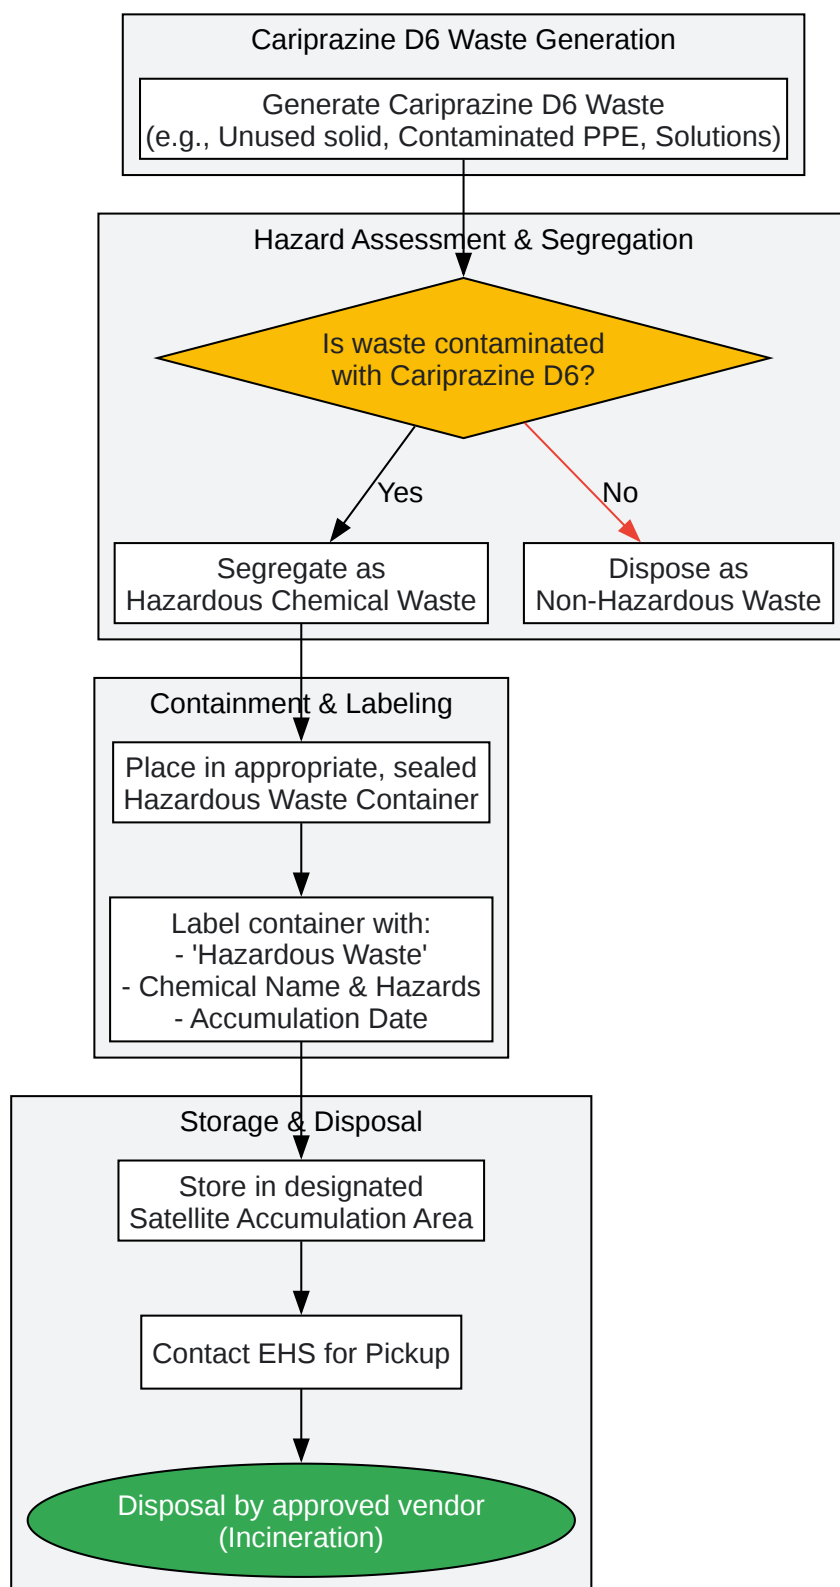 Cariprazine D6 Waste Generation
Generate Cariprazine D6 Waste
(e.g., Unused solid, Contaminated PPE, Solutions)
Hazard Assessment & Segregation
Is waste contaminated
with Cariprazine D6?
Yes
No
Segregate as
Hazardous Chemical Waste
Dispose as
Non-Hazardous Waste
Containment & Labeling
Place in appropriate, sealed
Hazardous Waste Container
Label container with:
- 'Hazardous Waste'
- Chemical Name & Hazards
- Accumulation Date
Storage & Disposal
Store in designated
Satellite Accumulation Area
Contact EHS for Pickup
Disposal by approved vendor
(Incineration)